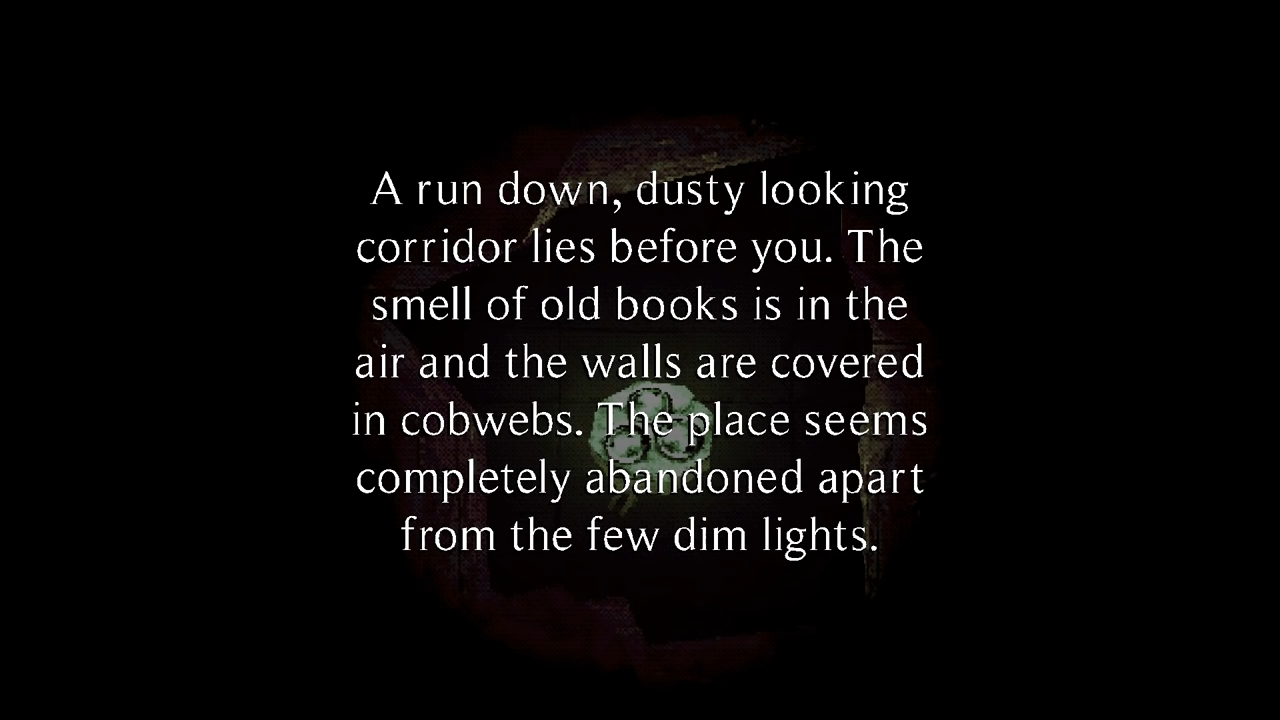 A run down, dusty looking
corridor lies before you. The
smell of old books is in the
air and the walls are covered
in cobwebs. The place seems
completely abandoned apart
from the few dim lights.